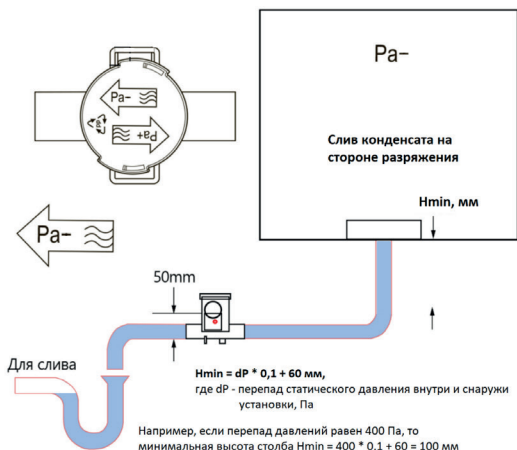 Pa-
Pa-
Pa+
Слив конденсата на
стороне разряжения
Hmin, мм
Pa-
50mm
Для слива
Hmin = dP * 0,1 + 60 мм,
где dP - перепад статического давления внутри и снаружи
установки, Па
Например, если перепад давлений равен 400 Па, то
минимальная высота столба Hmin = 400 * 0,1 + 60 = 100 мм